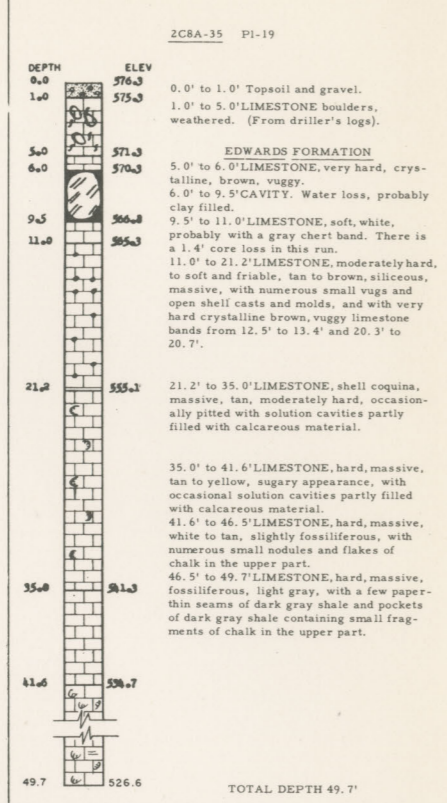 2C8A-35 P1-19
DEPTH ELEV
0.0 576.3
1.0 575.3
5.0 571.3
6.0 570.3
9.5 566.8
11.0 565.3
21.2 555.1
35.0 541.3
41.6 534.7
49.7 526.6
0.0' to 1.0' Topsoil and gravel.
1.0' to 5.0'LIMESTONE boulders,
weathered. (From driller's logs).
EDWARDS FORMATION
5.0' to 6.0'LIMESTONE, very hard, crys-
talline, brown, vuggy.
6.0' to 9.5'CAVITY. Water loss, probably
clay filled.
9.5' to 11.0'LIMESTONE, soft, white,
probably with a gray chert band. There is
a 1.4' core loss in this run.
11.0' to 21.2'LIMESTONE, moderately hard,
to soft and friable, tan to brown, siliceous,
massive, with numerous small vugs and
open shell casts and molds, and with very
hard crystalline brown, vuggy limestone
bands from 12.5' to 13.4' and 20.3' to
20.7'.
21.2' to 35.0'LIMESTONE, shell coquina,
massive, tan, moderately hard, occasion-
ally pitted with solution cavities partly
filled with calcareous material.
35.0' to 41.6'LIMESTONE, hard, massive,
tan to yellow, sugary appearance, with
occasional solution cavities partly filled
with calcareous material.
41.6' to 46.5'LIMESTONE, hard, massive,
white to tan, slightly fossiliferous, with
numerous small nodules and flakes of
chalk in the upper part.
46.5' to 49.7'LIMESTONE, hard, massive,
fossiliferous, light gray, with a few paper-
thin seams of dark gray shale and pockets
of dark gray shale containing small frag-
ments of chalk in the upper part.
TOTAL DEPTH 49.7'